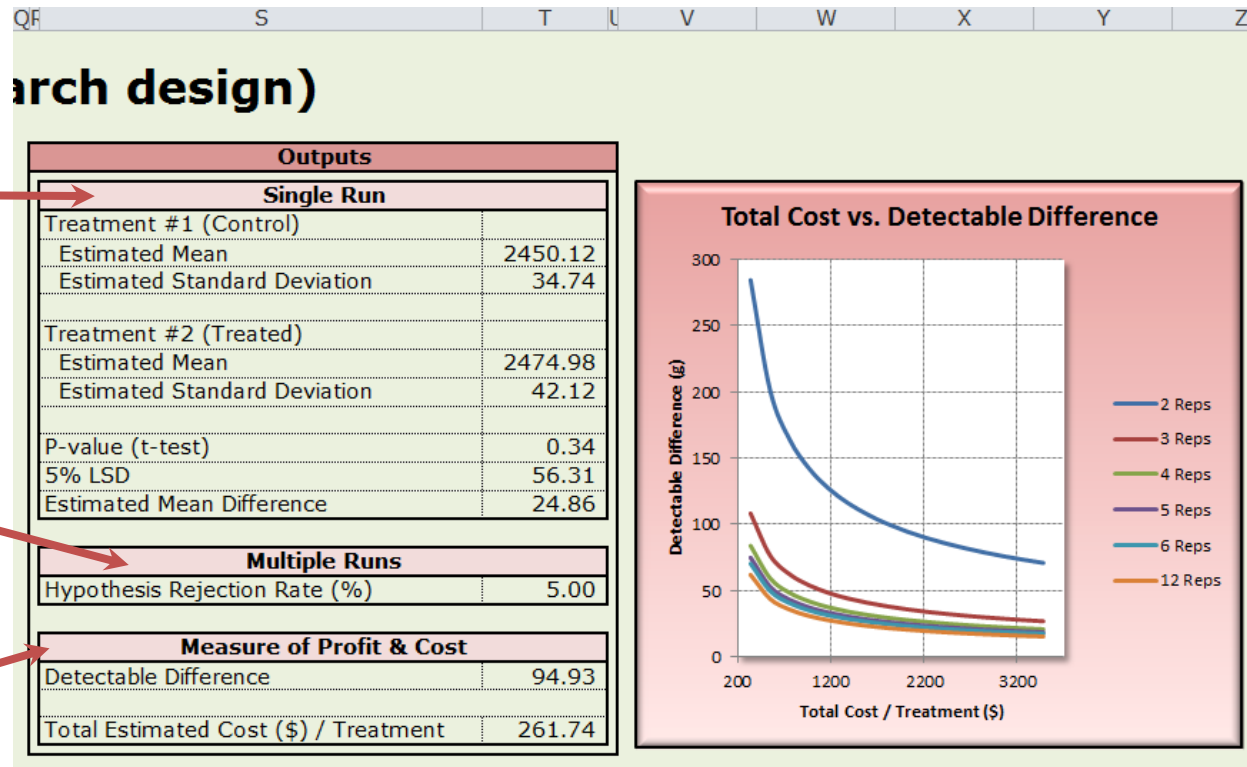 Q R S T U V W X Y Z
arch design)
Outputs
Single Run
Treatment #1 (Control)
Estimated Mean 2450.12
Estimated Standard Deviation 34.74
Treatment #2 (Treated)
Estimated Mean 2474.98
Estimated Standard Deviation 42.12
P-value (t-test) 0.34
5% LSD 56.31
Estimated Mean Difference 24.86
Multiple Runs
Hypothesis Rejection Rate (%) 5.00
Measure of Profit & Cost
Detectable Difference 94.93
Total Estimated Cost ($) / Treatment 261.74
Total Cost vs. Detectable Difference
300
250
200
150
100
50
0
Detectable Difference (g)
200 1200 2200 3200
Total Cost / Treatment ($)
2 Reps
3 Reps
4 Reps
5 Reps
6 Reps
12 Reps